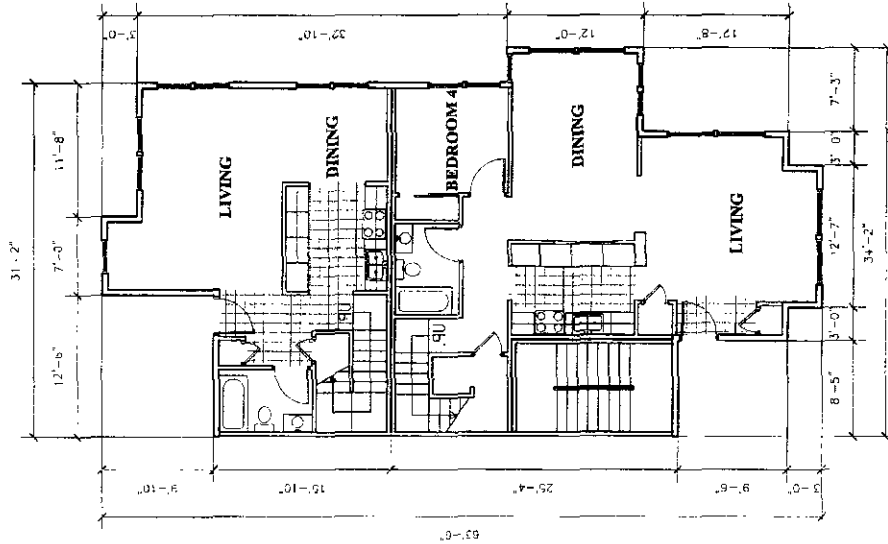 3'-0"
32'-10"
12'-0"
12'-8"
31'-2"
11'-8"
7'-0"
12'-6"
LIVING
DINING
BEDROOM 4
DINING
LIVING
UP
UP
7'-3"
3'-0"
12'-7"
34'-2"
3'-0"
8'-5"
9'-10"
15'-10"
25'-4"
9'-6"
3'-0"
63'-6"